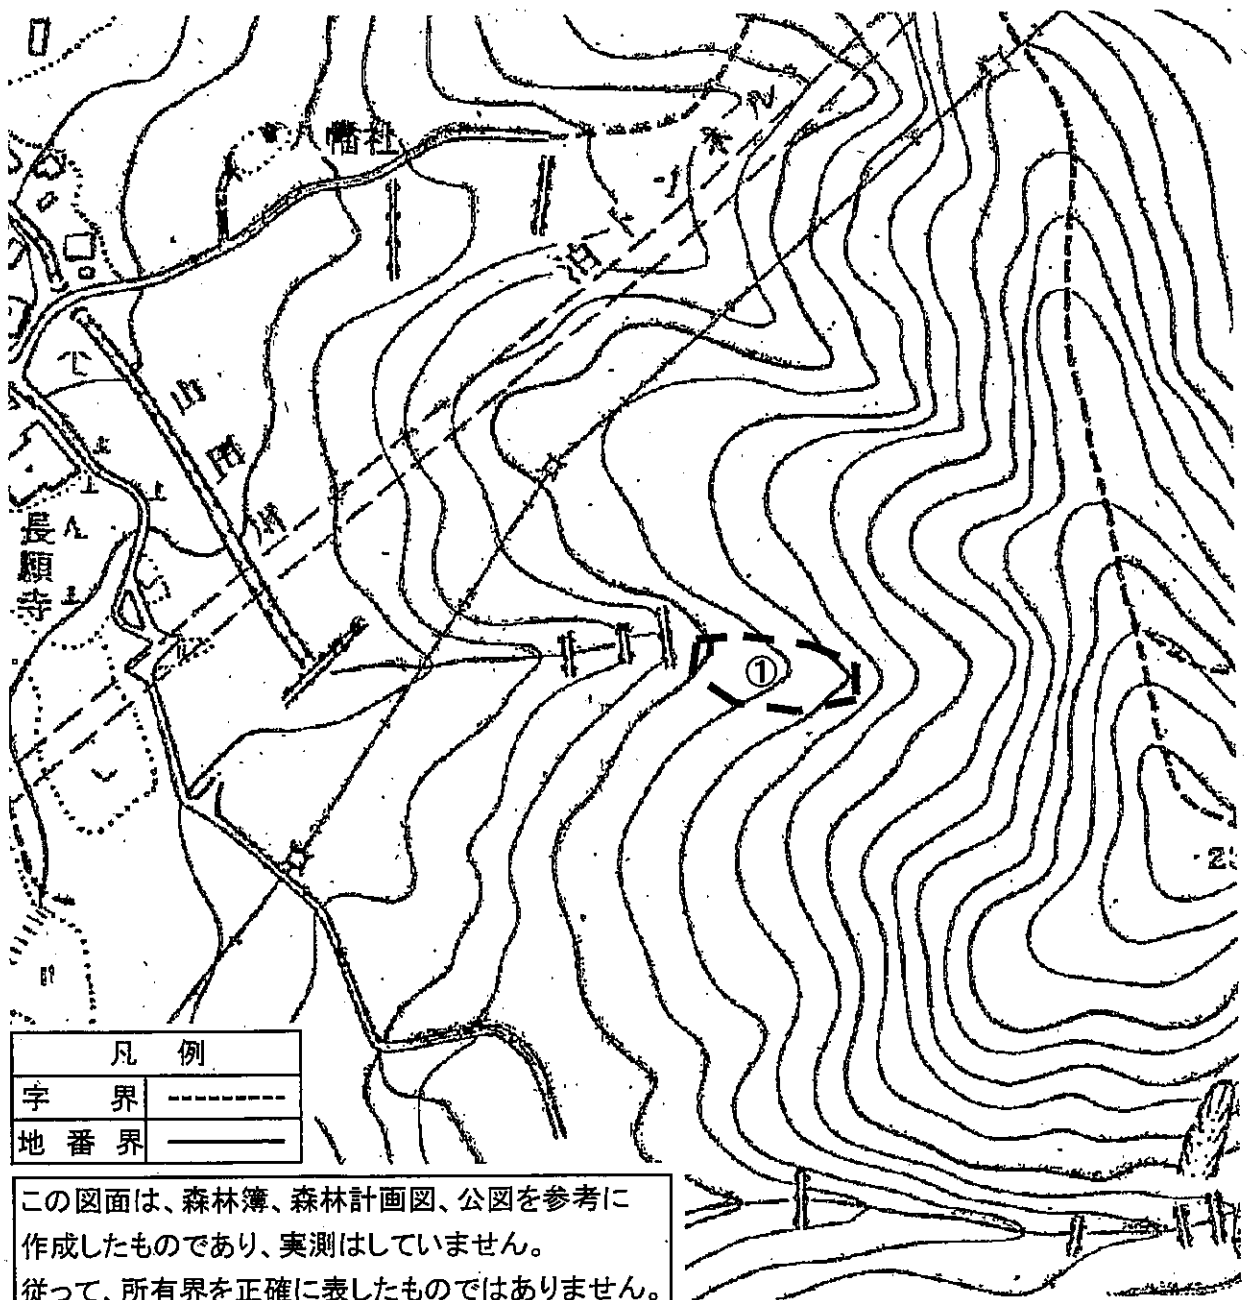 八幡社
長願寺
①
凡 例
字 界
地 番 界
この図面は、森林簿、森林計画図、公図を参考に
作成したものであり、実測はしていません。
従って、所有界を正確に表したものではありません。